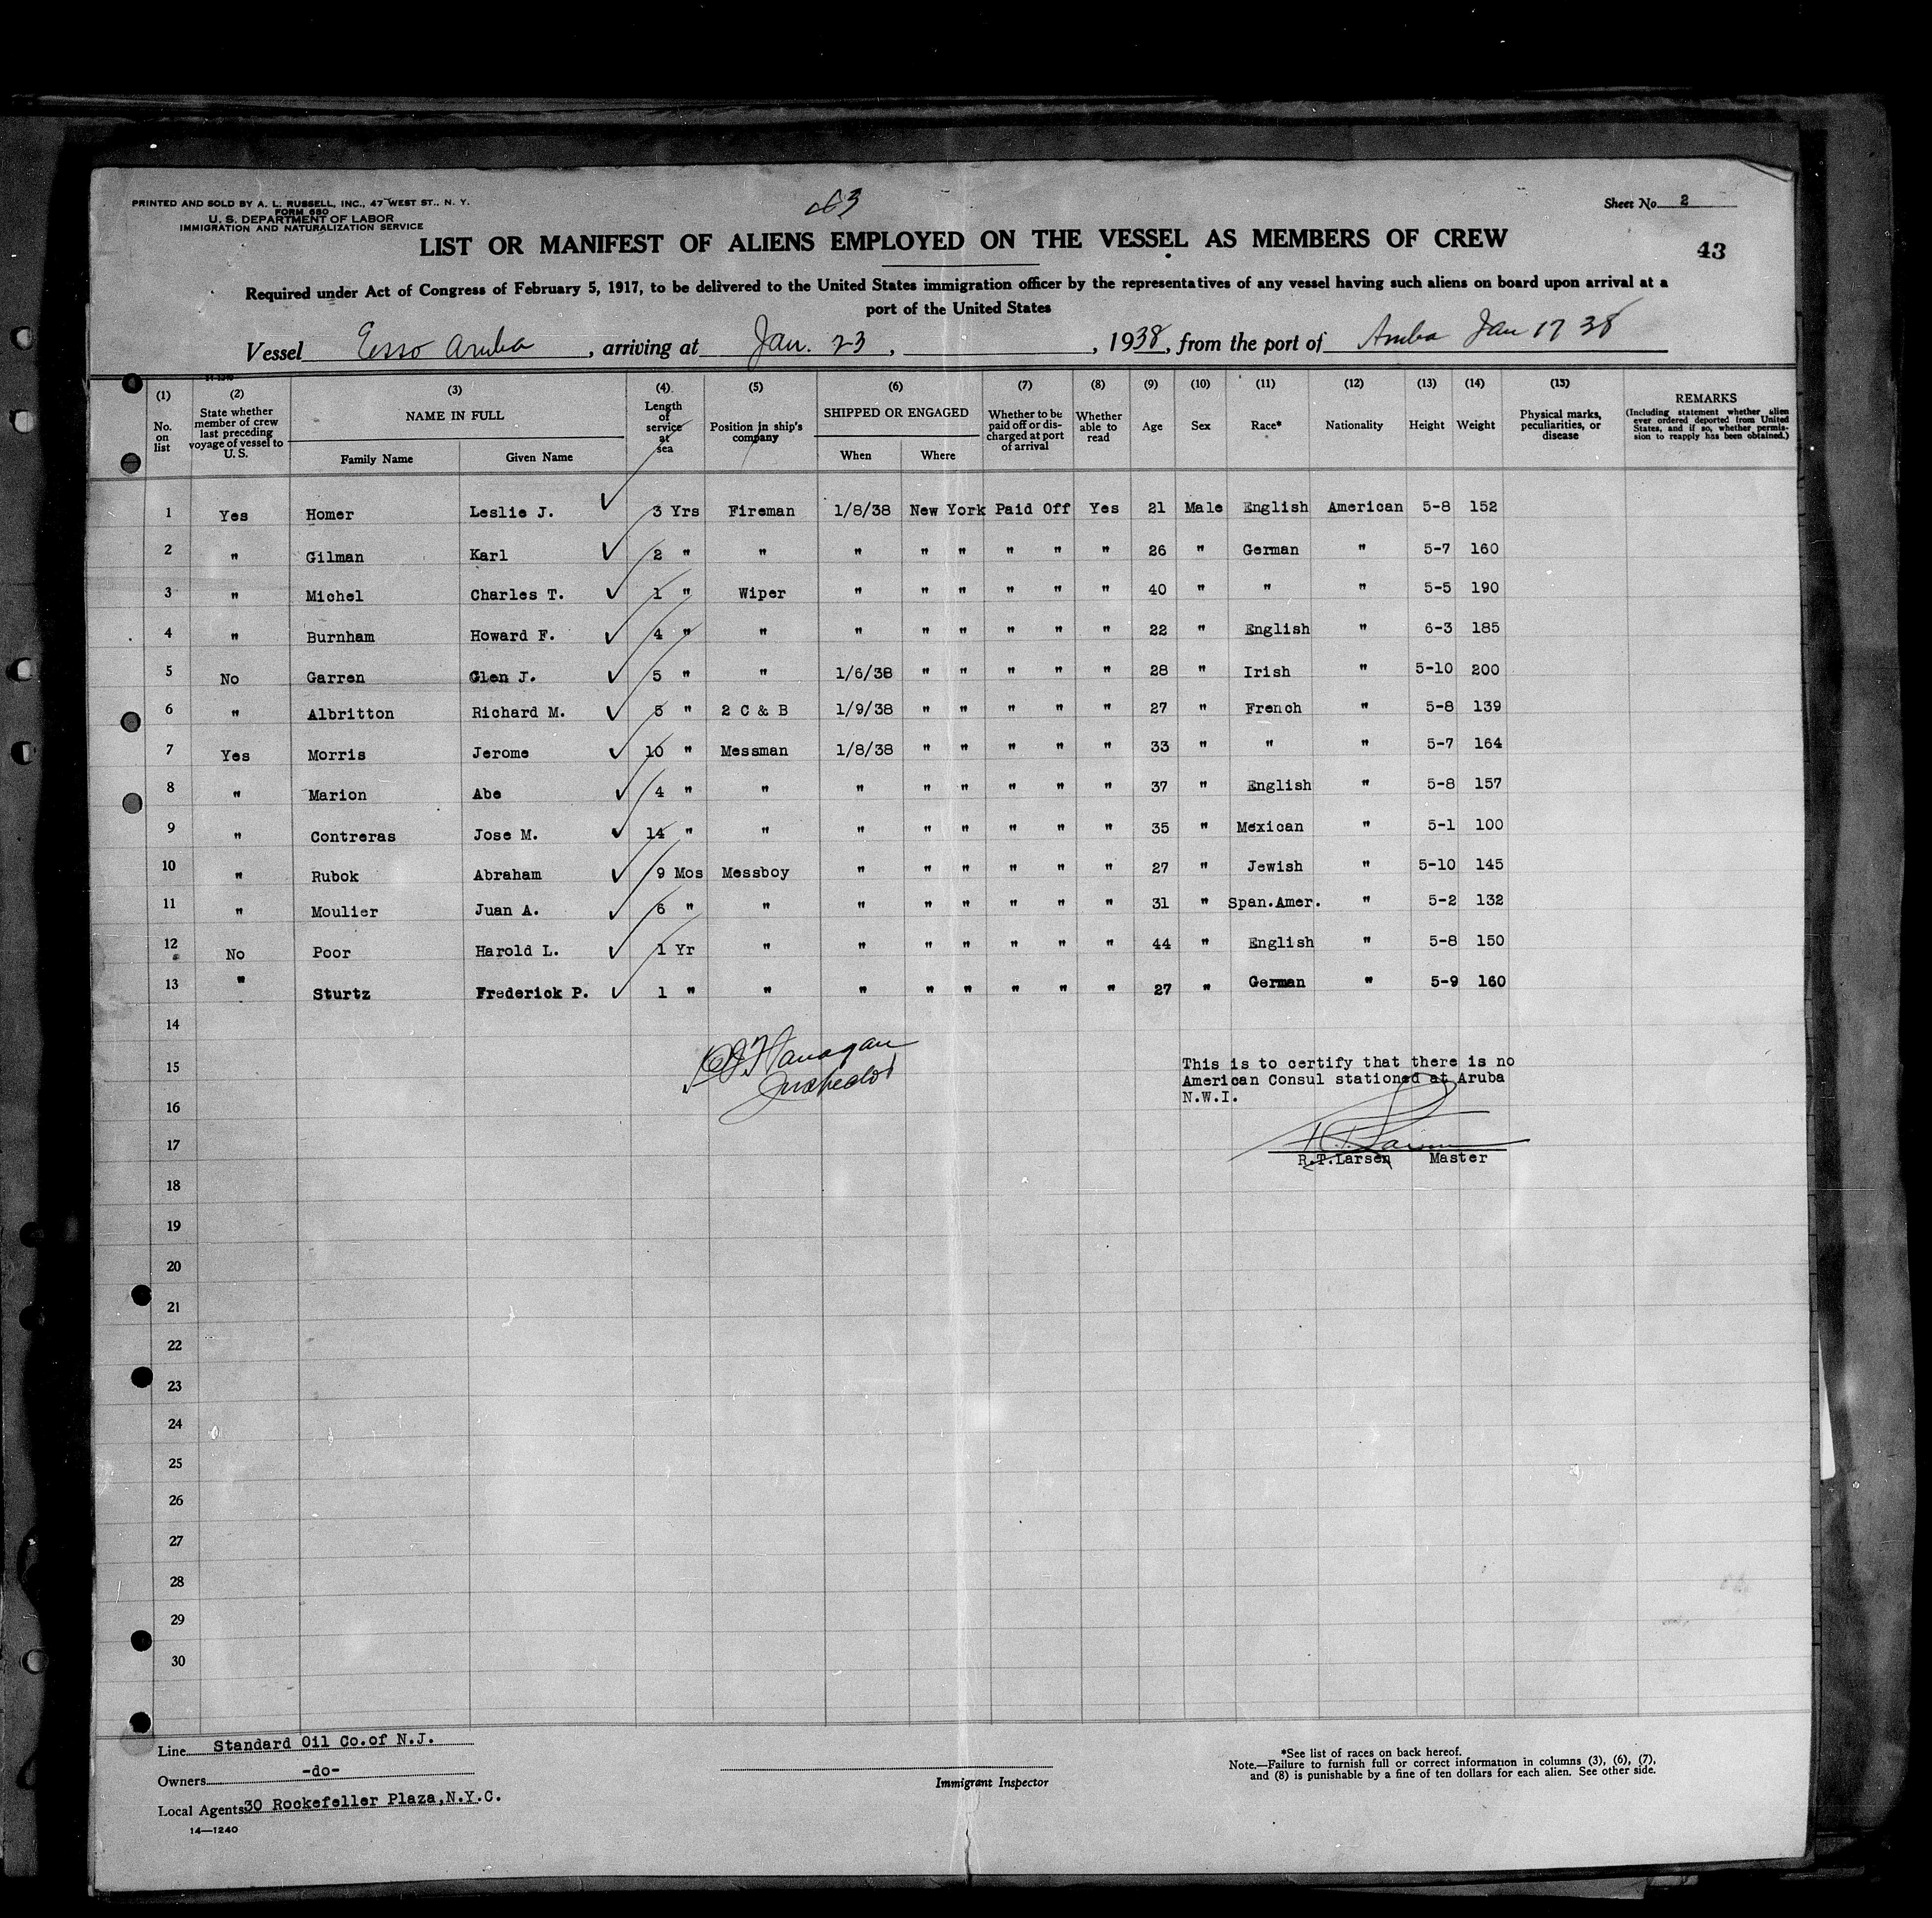 PRINTED AND SOLD BY A. L. RUSSELL, INC., 47 WEST ST., N. Y.
FORM 680
U. S. DEPARTMENT OF LABOR
IMMIGRATION AND NATURALIZATION SERVICE
63
Sheet No. 2
LIST OR MANIFEST OF ALIENS EMPLOYED ON THE VESSEL AS MEMBERS OF CREW
43
Required under Act of Congress of February 5, 1917, to be delivered to the United States immigration officer by the representatives of any vessel having such aliens on board upon arrival at a
port of the United States
Vessel Esso Aruba, arriving at Jan. 23, , 1938, from the port of Aruba Jan 17 38
(1) No. on list (2) State whether member of crew last preceding voyage of vessel to U. S. (3) NAME IN FULL Family Name Given Name (4) Length of service at sea (5) Position in ship's company (6) SHIPPED OR ENGAGED When Where (7) Whether to be paid off or discharged at port of arrival (8) Whether able to read (9) Age (10) Sex (11) Race* (12) Nationality (13) Height (14) Weight (15) Physical marks, peculiarities, or disease REMARKS (Including statement whether alien ever ordered deported from United States, and if so, whether permission to reapply has been obtained.)
1 Yes Homer Leslie J. ✓ 3 Yrs Fireman 1/8/38 New York Paid Off Yes 21 Male English American 5-8 152
2 " Gilman Karl ✓ 2 " " " " " " " " 26 " German " 5-7 160
3 " Michel Charles T. ✓ 1 " Wiper " " " " " " 40 " " " 5-5 190
4 " Burnham Howard F. ✓ 4 " " " " " " " " 22 " English " 6-3 185
5 No Garren Glen J. ✓ 5 " " 1/6/38 " " " " " 28 " Irish " 5-10 200
6 " Albritton Richard M. ✓ 5 " 2 C & B 1/9/38 " " " " " 27 " French " 5-8 139
7 Yes Morris Jerome ✓ 10 " Messman 1/8/38 " " " " " 33 " " " 5-7 164
8 " Marion Abe ✓ 4 " " " " " " " " 37 " English " 5-8 157
9 " Contreras Jose M. ✓ 14 " " " " " " " " 35 " Mexican " 5-1 100
10 " Rubok Abraham ✓ 9 Mos Messboy " " " " " " 27 " Jewish " 5-10 145
11 " Moulier Juan A. ✓ 6 " " " " " " " " 31 " Span.Amer. " 5-2 132
12 No Poor Harold L. ✓ 1 Yr " " " " " " " 44 " English " 5-8 150
13 " Sturtz Frederick P. ✓ 1 " " " " " " " " 27 " German " 5-9 160
14
Flanagan
Inspector
15
This is to certify that there is no
American Consul stationed at Aruba
N.W.I.
16
17
R.T.Larsen Master
18
19
20
21
22
23
24
25
26
27
28
29
30
Line Standard Oil Co.of N.J.
Owners -do-
Local Agents 30 Rockefeller Plaza,N.Y.C.
14—1240
Immigrant Inspector
*See list of races on back hereof.
Note.—Failure to furnish full or correct information in columns (3), (6), (7),
and (8) is punishable by a fine of ten dollars for each alien. See other side.